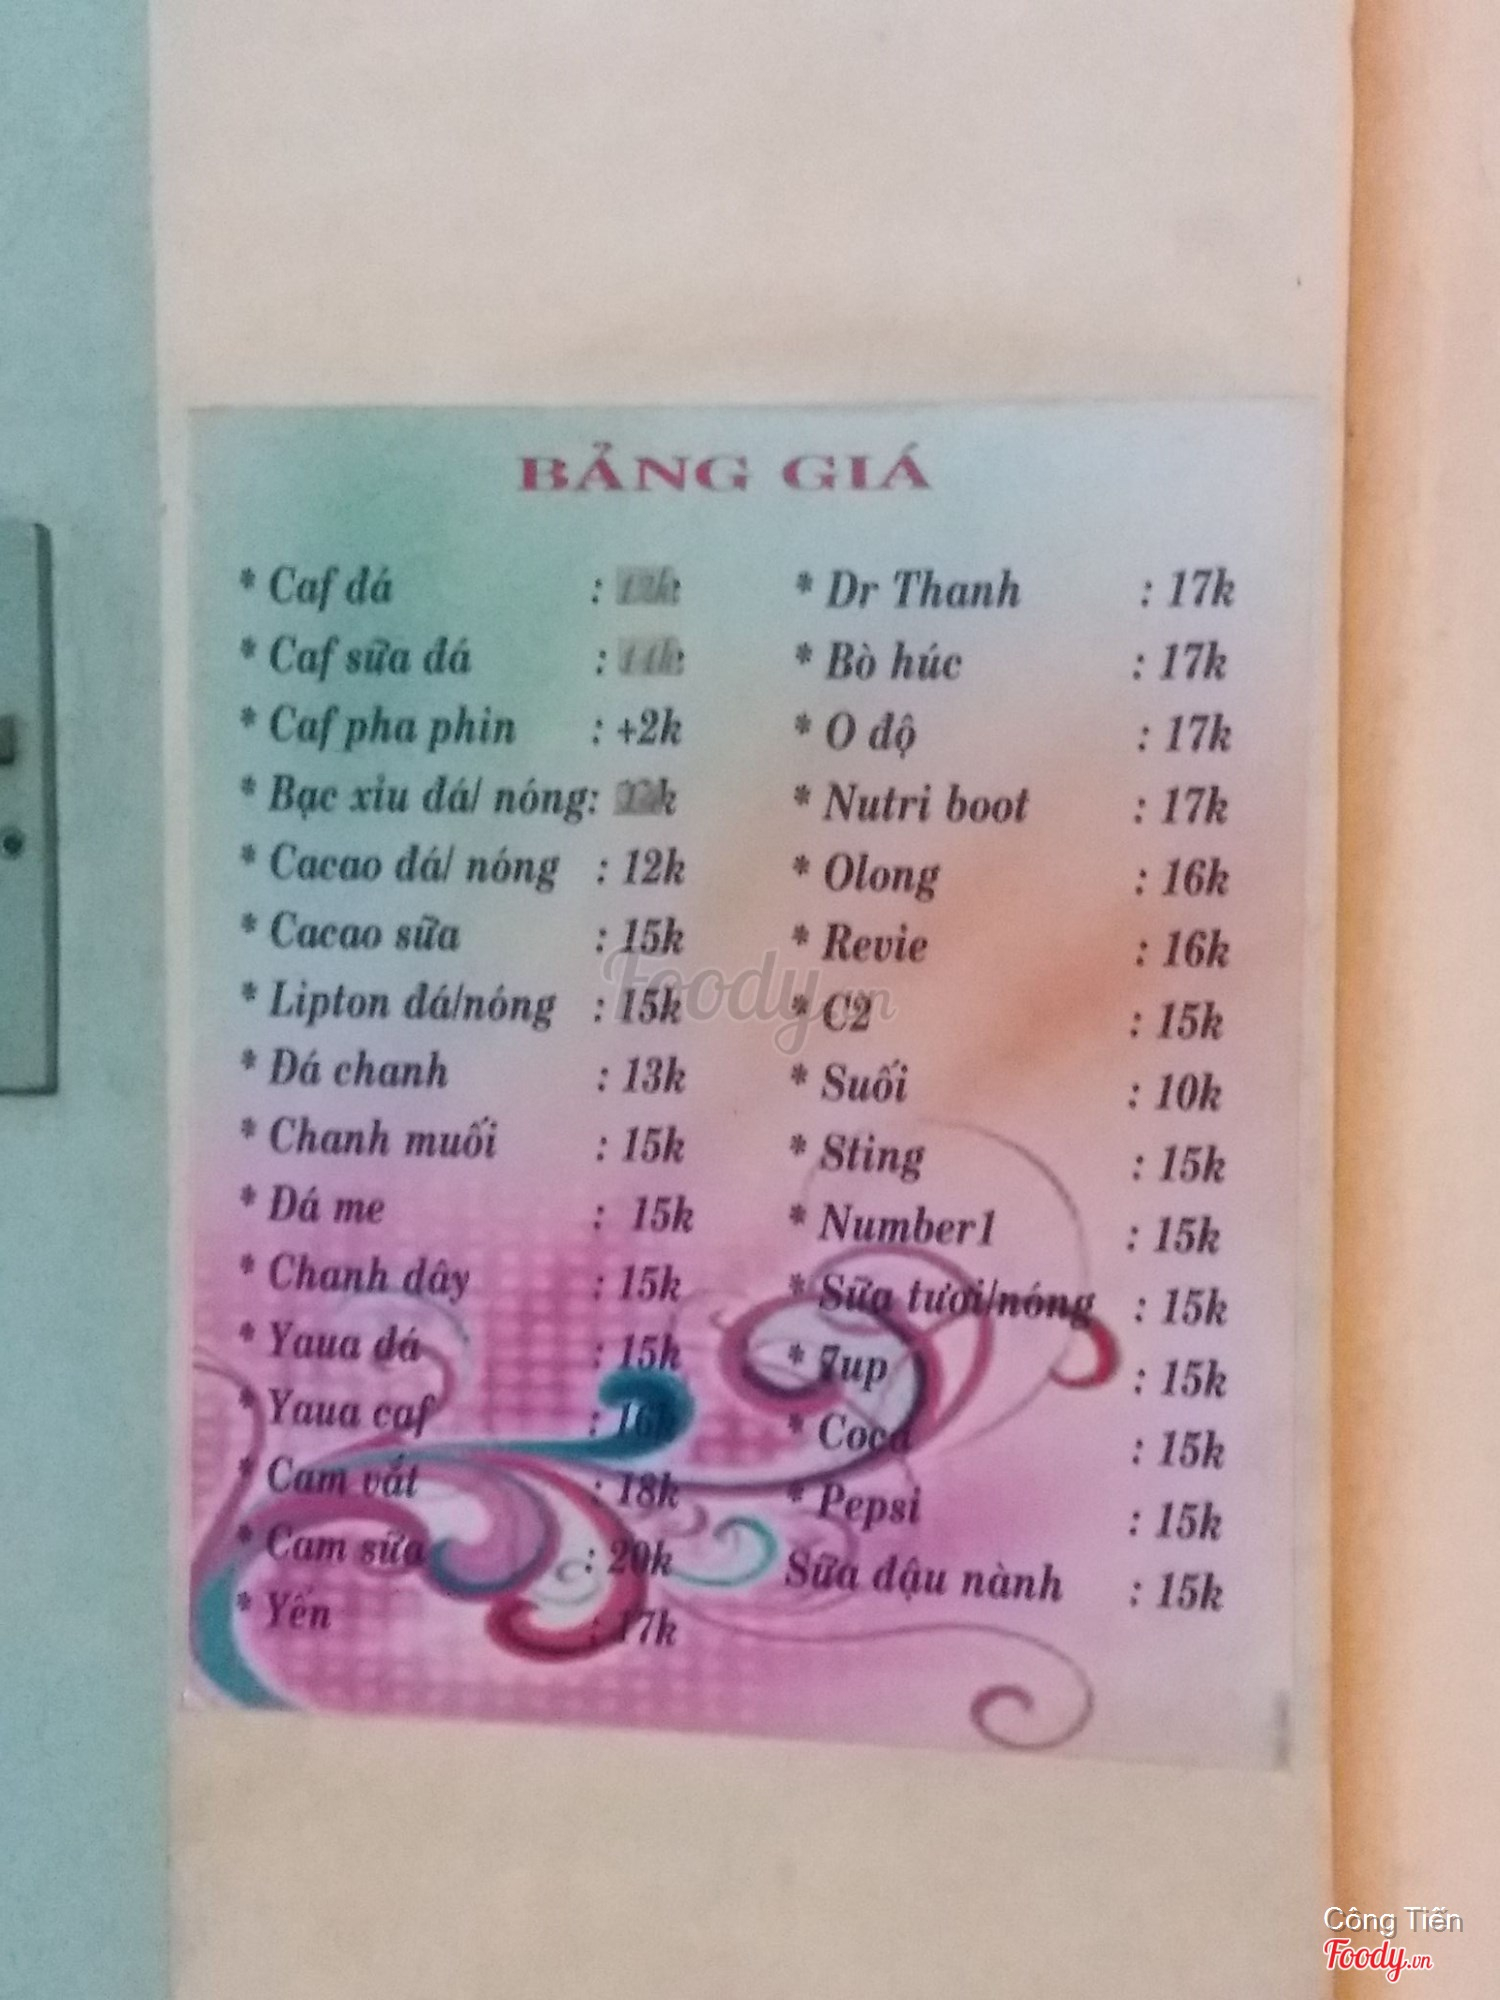 BẢNG GIÁ
* Caf đá :
* Caf sữa đá :
* Caf pha phin : +2k
* Bạc xỉu đá/ nóng:
* Cacao đá/ nóng : 12k
* Cacao sữa : 15k
* Lipton đá/nóng : 15k
* Đá chanh : 13k
* Chanh muối : 15k
* Đá me : 15k
* Chanh dây : 15k
* Yaua đá : 15k
* Yaua caf : 16k
* Cam vắt : 18k
* Cam sữa : 20k
* Yến : 17k
* Dr Thanh : 17k
* Bò húc : 17k
* O độ : 17k
* Nutri boot : 17k
* Olong : 16k
* Revie : 16k
* C2 : 15k
* Suối : 10k
* Sting : 15k
* Number1 : 15k
* Sữa tươi/nóng : 15k
* 7up : 15k
* Coca : 15k
* Pepsi : 15k
Sữa đậu nành : 15k
Foody.vn
Công Tiến
Foody.vn